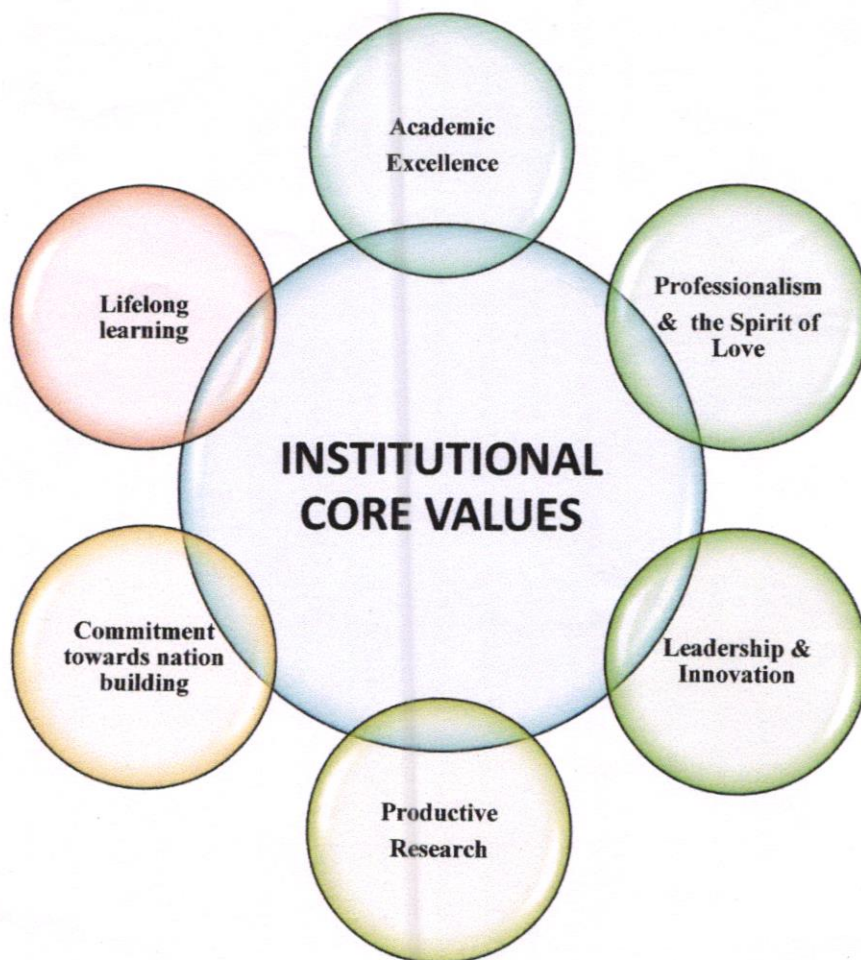 Academic
Excellence
Professionalism
& the Spirit of
Love
Leadership &
Innovation
Productive
Research
Commitment
towards nation
building
Lifelong
learning
INSTITUTIONAL
CORE VALUES